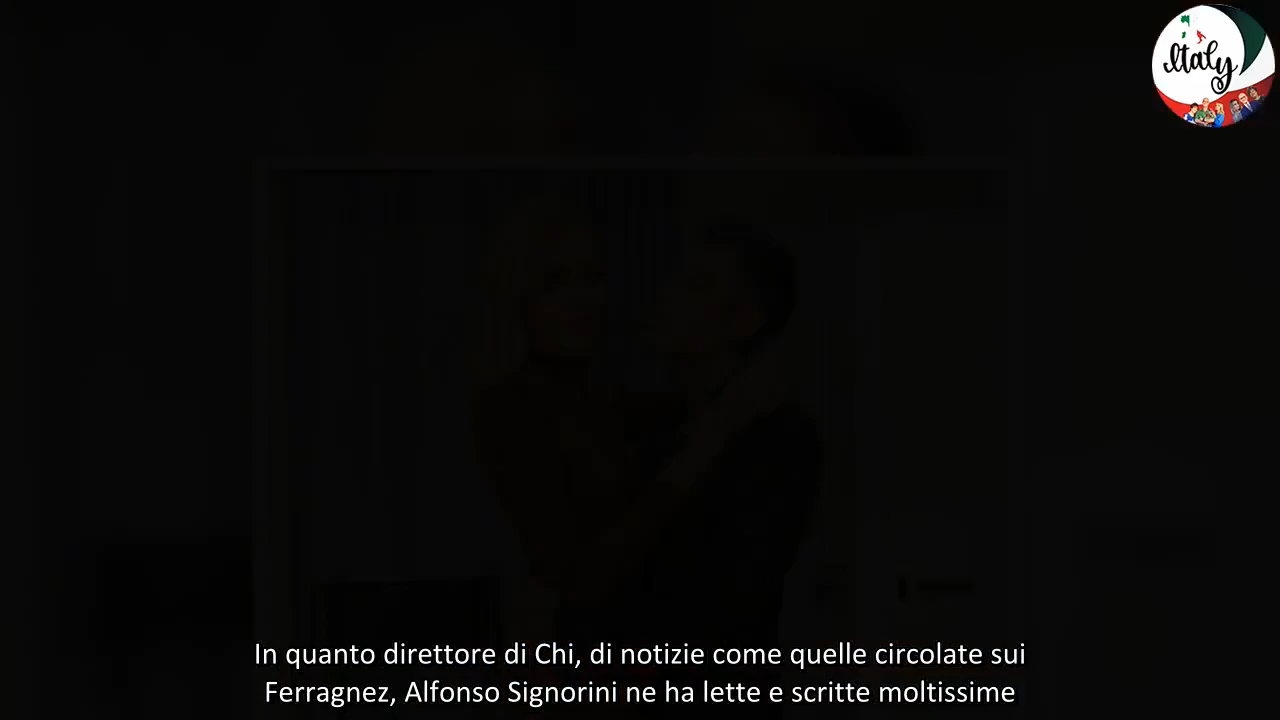 Italy
In quanto direttore di Chi, di notizie come quelle circolate sui
Ferragnez, Alfonso Signorini ne ha lette e scritte moltissime